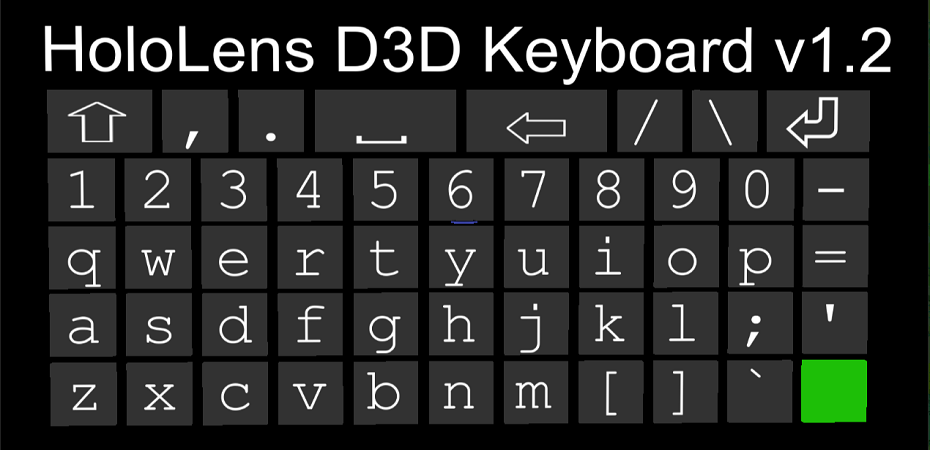 HoloLens D3D Keyboard v1.2
⇧ , . ⎵ ⇦ / \ ⏎
1 2 3 4 5 6 7 8 9 0 -
q w e r t y u i o p =
a s d f g h j k l ; '
z x c v b n m [ ] `